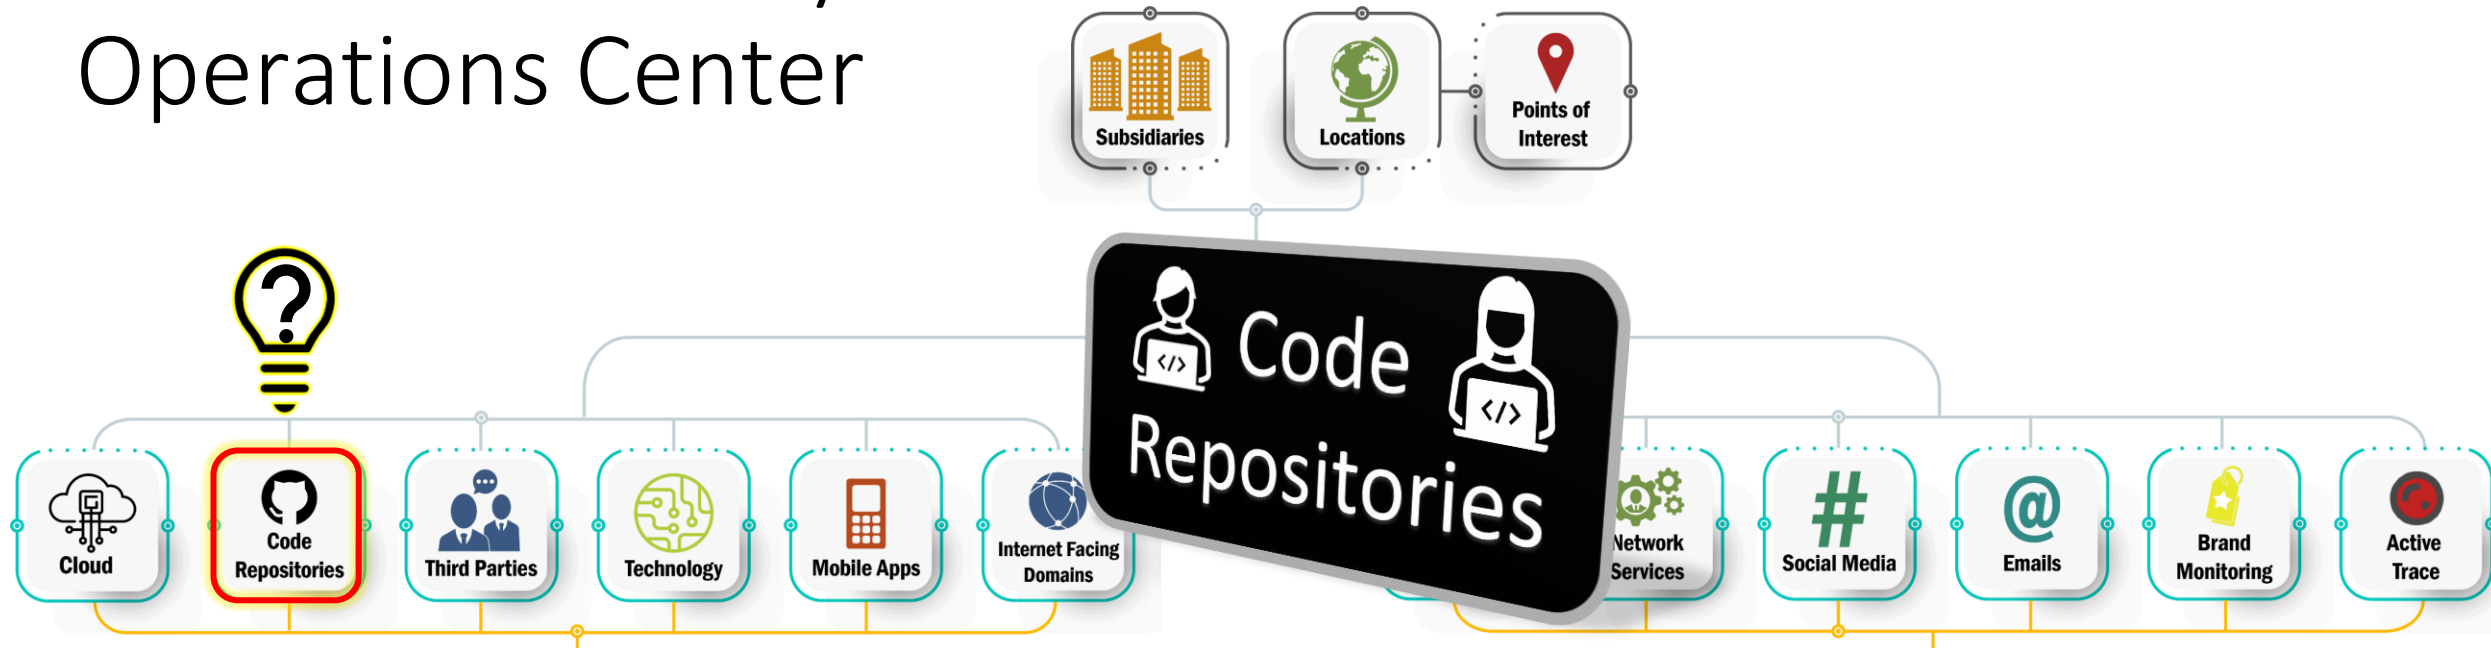 Operations Center
Subsidiaries
Locations
Points of
Interest
?
Code
Repositories
</>
</>
Cloud
Code
Repositories
Third Parties
Technology
Mobile Apps
Internet Facing
Domains
Network
Services
#
Social Media
@
Emails
Brand
Monitoring
Active
Trace